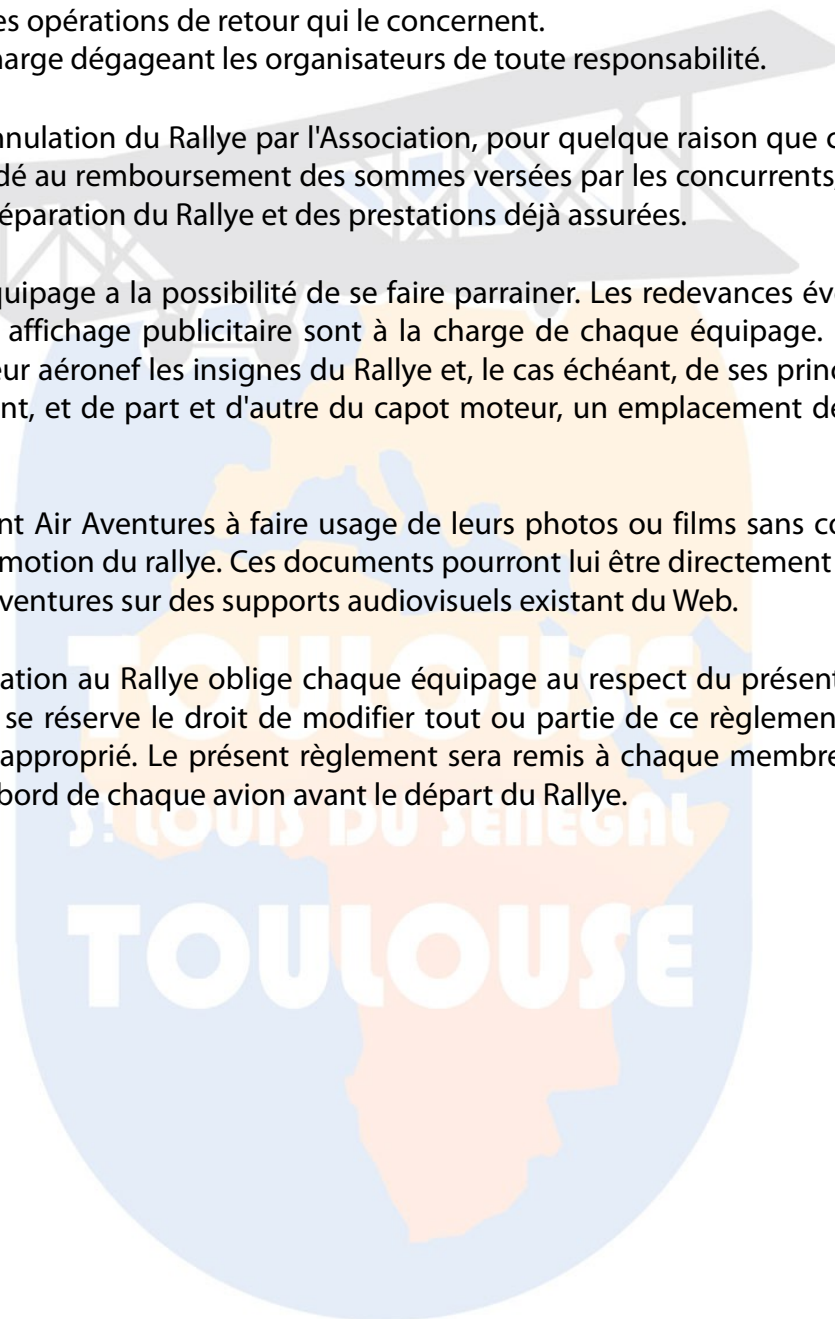 es opérations de retour qui le concernent.
harge dégageant les organisateurs de toute responsabilité.
nnulation du Rallye par l'Association, pour quelque raison que c
dé au remboursement des sommes versées par les concurrents,
éparation du Rallye et des prestations déjà assurées.
quipage a la possibilité de se faire parrainer. Les redevances éve
affichage publicitaire sont à la charge de chaque équipage.
eur aéronef les insignes du Rallye et, le cas échéant, de ses princ
nt, et de part et d'autre du capot moteur, un emplacement de
nt Air Aventures à faire usage de leurs photos ou films sans co
motion du rallye. Ces documents pourront lui être directement
ventures sur des supports audiovisuels existant du Web.
TOULOUSE
ation au Rallye oblige chaque équipage au respect du présent
se réserve le droit de modifier tout ou partie de ce règlemen
approprié. Le présent règlement sera remis à chaque membre
bord de chaque avion avant le départ du Rallye.
St LOUIS DU SENEGAL
TOULOUSE